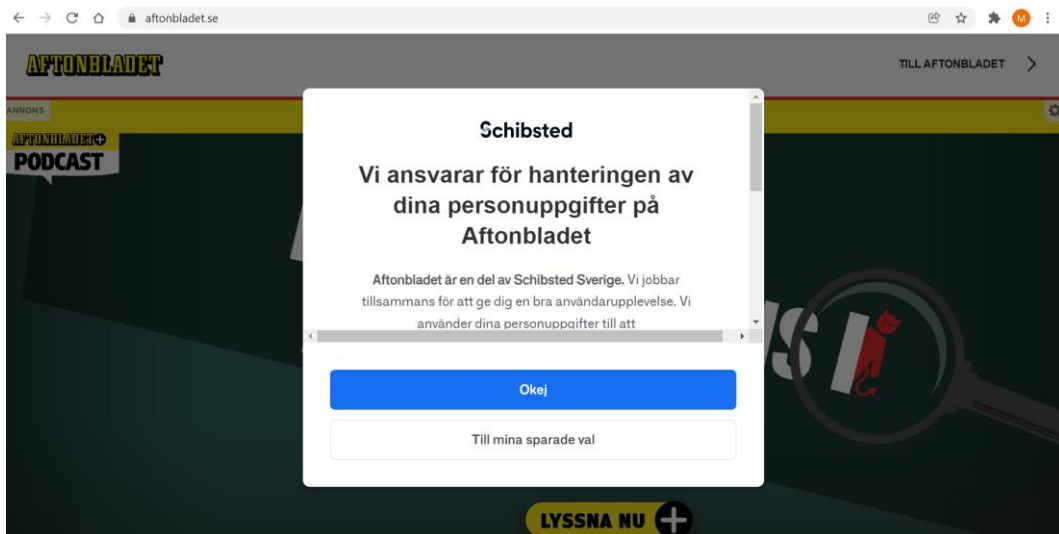 aftonbladet.se
M
AFTONBLADET
TILL AFTONBLADET
ANNONS
AFTONBLADET+
PODCAST
Schibsted
Vi ansvarar för hanteringen av
dina personuppgifter på
Aftonbladet
Aftonbladet är en del av Schibsted Sverige. Vi jobbar
tillsammans för att ge dig en bra användarupplevelse. Vi
använder dina personuppgifter till att
Okej
Till mina sparade val
LYSSNA NU +